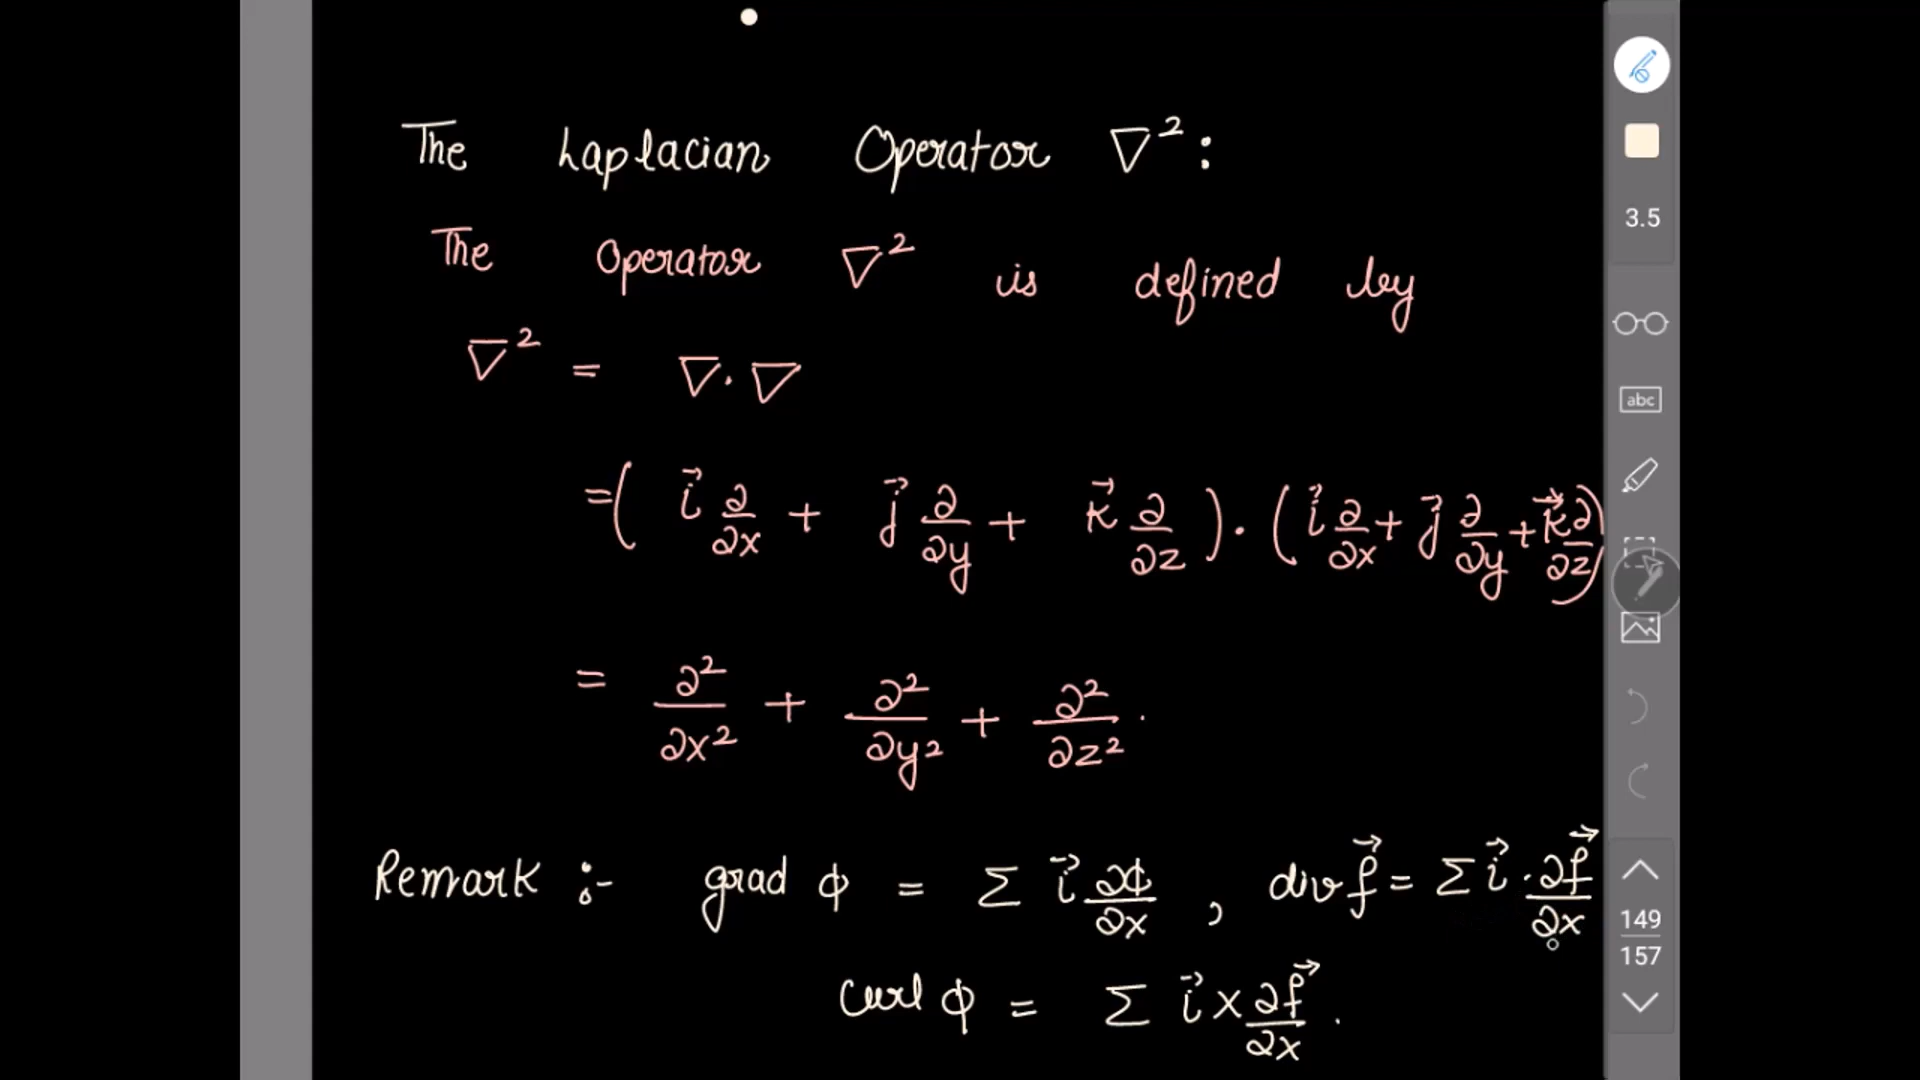 The Laplacian Operator ∇² :
The Operator ∇² is defined by
∇² = ∇·∇
=( i⃗ ∂/∂x + j⃗ ∂/∂y + k⃗ ∂/∂z ) · ( i⃗ ∂/∂x + j⃗ ∂/∂y + k⃗ ∂/∂z )
= ∂²/∂x² + ∂²/∂y² + ∂²/∂z² .
Remark :- grad ϕ = Σ i⃗ ∂ϕ/∂x , div f⃗ = Σ i⃗ · ∂f⃗/∂x
Curl ϕ = Σ i⃗ × ∂f⃗/∂x .
3.5
abc
149
157